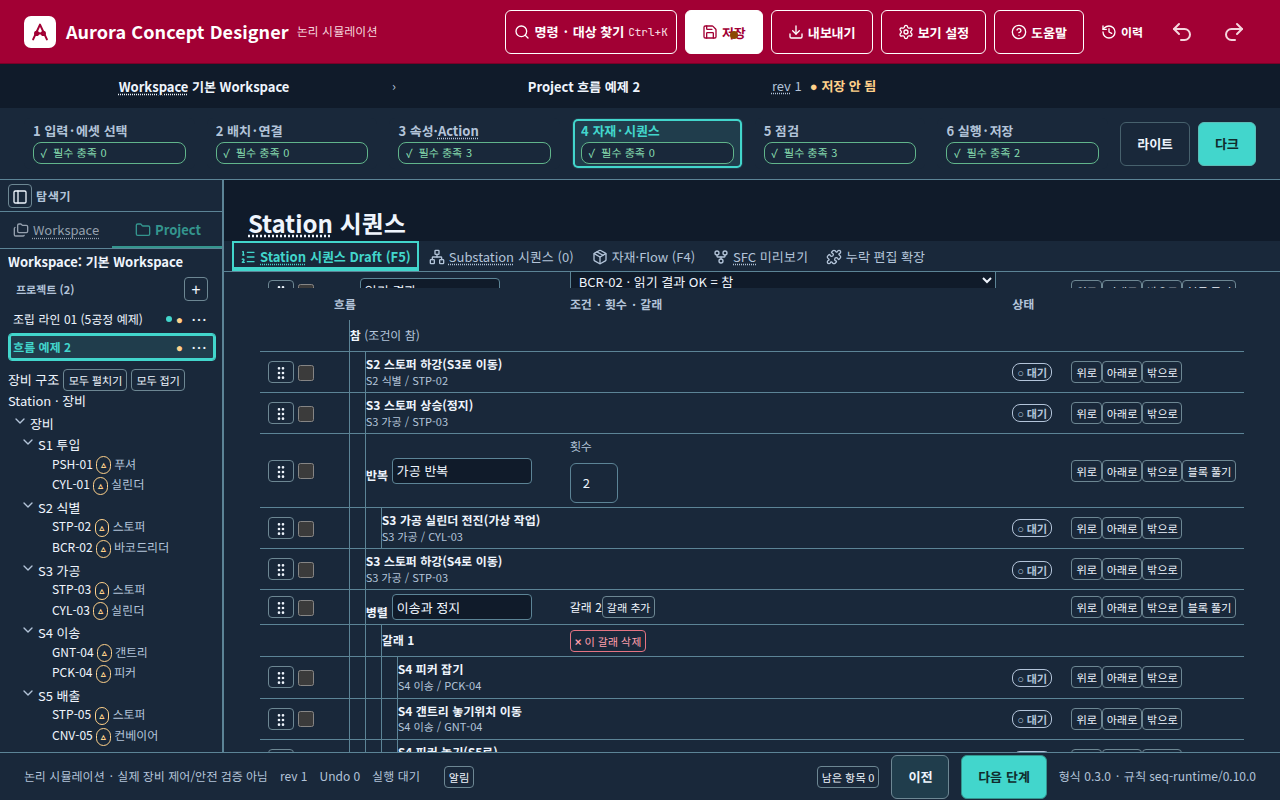 Aurora Concept Designer 논리 시뮬레이션
명령 · 대상 찾기 Ctrl+K
저장
내보내기
보기 설정
도움말
이력
Workspace 기본 Workspace › Project 흐름 예제 2 rev 1 ● 저장 안 됨
1 입력·에셋 선택
✓ 필수 충족 0
2 배치·연결
✓ 필수 충족 0
3 속성·Action
✓ 필수 충족 3
4 자재·시퀀스
✓ 필수 충족 0
5 점검
✓ 필수 충족 3
6 실행·저장
✓ 필수 충족 2
라이트
다크
탐색기
Workspace
Project
Workspace: 기본 Workspace
프로젝트 (2)
+
조립 라인 01 (5공정 예제) ● ● ···
흐름 예제 2 ● ···
장비 구조 모두 펼치기 모두 접기
Station · 장비
장비
S1 투입
PSH-01 푸셔
CYL-01 실린더
S2 식별
STP-02 스토퍼
BCR-02 바코드리더
S3 가공
STP-03 스토퍼
CYL-03 실린더
S4 이송
GNT-04 갠트리
PCK-04 피커
S5 배출
STP-05 스토퍼
CNV-05 컨베이어
Station 시퀀스
Station 시퀀스 Draft (F5)
Substation 시퀀스 (0)
자재·Flow (F4)
SFC 미리보기
누락 편집 확장
BCR-02 · 읽기 결과 OK = 참
흐름 조건 · 횟수 · 갈래 상태
참 (조건이 참)
S2 스토퍼 하강(S3로 이동)
S2 식별 / STP-02
○ 대기 위로 아래로 밖으로
S3 스토퍼 상승(정지)
S3 가공 / STP-03
○ 대기 위로 아래로 밖으로
횟수
반복 가공 반복 2 위로 아래로 밖으로 블록 풀기
S3 가공 실린더 전진(가상 작업)
S3 가공 / CYL-03
○ 대기 위로 아래로 밖으로
S3 스토퍼 하강(S4로 이동)
S3 가공 / STP-03
○ 대기 위로 아래로 밖으로
병렬 이송과 정지 갈래 2 갈래 추가 위로 아래로 밖으로 블록 풀기
갈래 1 × 이 갈래 삭제
S4 피커 잡기
S4 이송 / PCK-04
○ 대기 위로 아래로 밖으로
S4 갠트리 놓기위치 이동
S4 이송 / GNT-04
○ 대기 위로 아래로 밖으로
S4 피커 놓기(S5로)
논리 시뮬레이션 · 실제 장비 제어/안전 검증 아님 rev 1 Undo 0 실행 대기 알림
남은 항목 0 이전 다음 단계 형식 0.3.0 · 규칙 seq-runtime/0.10.0